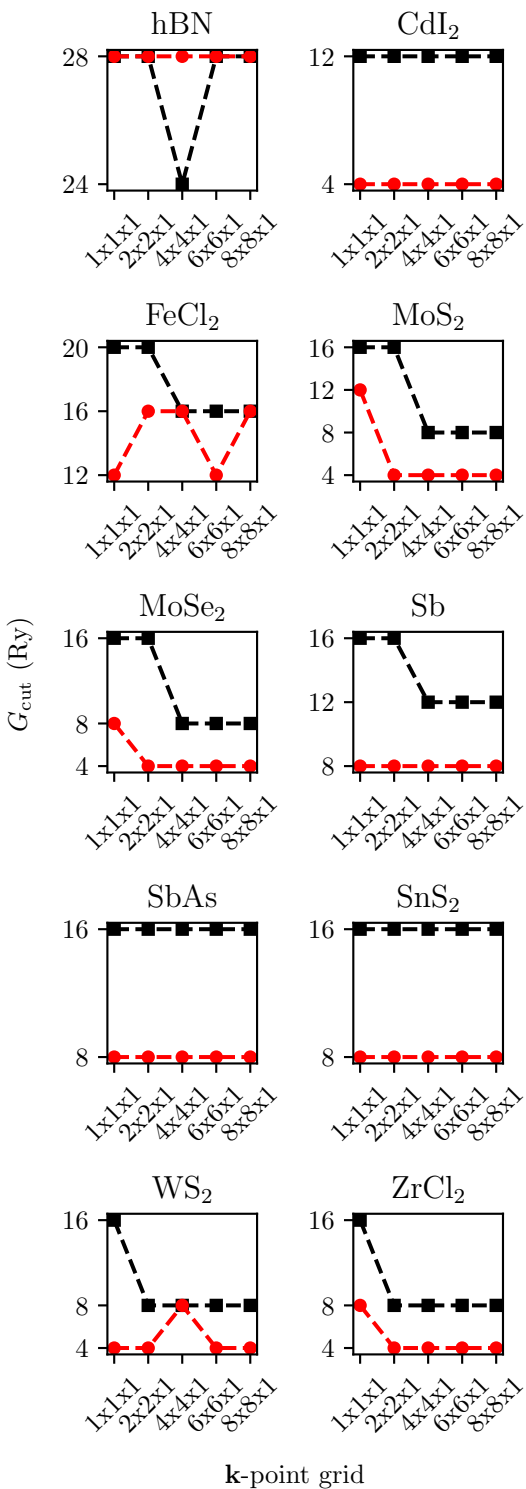 hBN
28
24
1x1x1
2x2x1
4x4x1
6x6x1
8x8x1
CdI₂
12
4
1x1x1
2x2x1
4x4x1
6x6x1
8x8x1
FeCl₂
20
16
12
1x1x1
2x2x1
4x4x1
6x6x1
8x8x1
MoS₂
16
12
8
4
1x1x1
2x2x1
4x4x1
6x6x1
8x8x1
G_cut (Ry)
MoSe₂
16
8
4
1x1x1
2x2x1
4x4x1
6x6x1
8x8x1
Sb
16
12
8
1x1x1
2x2x1
4x4x1
6x6x1
8x8x1
SbAs
16
8
1x1x1
2x2x1
4x4x1
6x6x1
8x8x1
SnS₂
16
8
1x1x1
2x2x1
4x4x1
6x6x1
8x8x1
WS₂
16
8
4
1x1x1
2x2x1
4x4x1
6x6x1
8x8x1
ZrCl₂
16
8
4
1x1x1
2x2x1
4x4x1
6x6x1
8x8x1
k-point grid